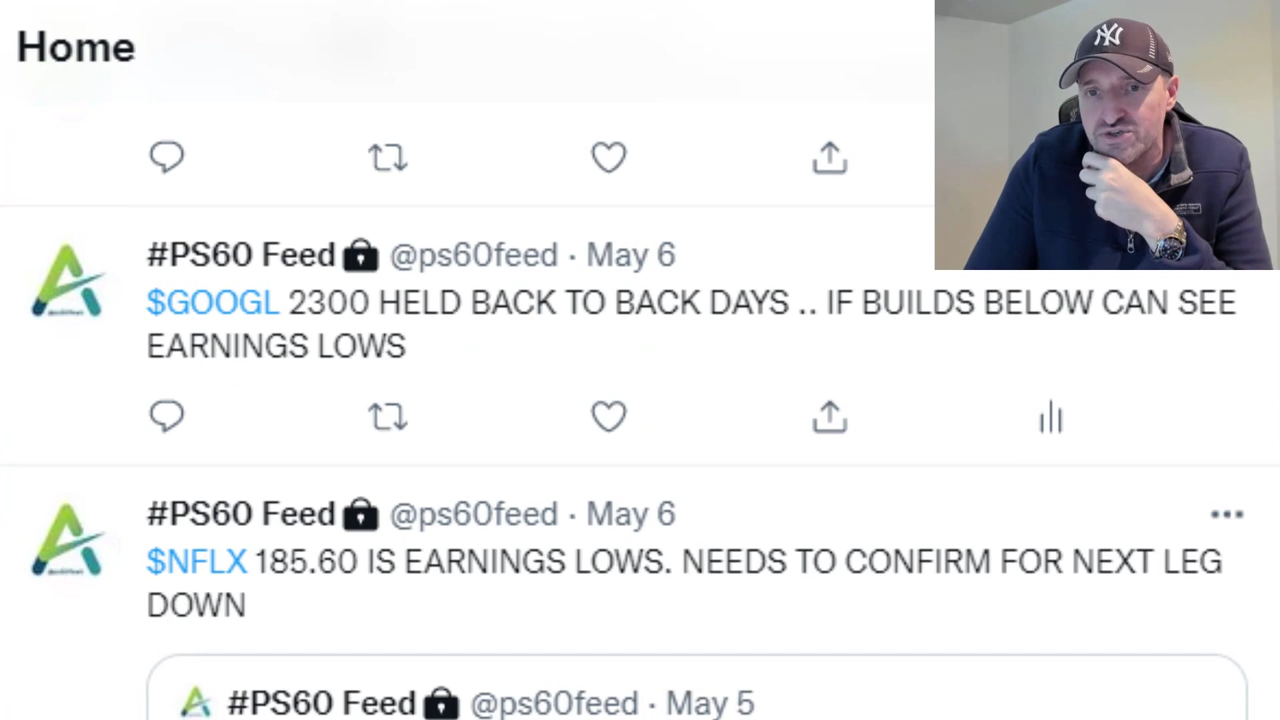 Home
#PS60 Feed @ps60feed · May 6
$GOOGL 2300 HELD BACK TO BACK DAYS .. IF BUILDS BELOW CAN SEE
EARNINGS LOWS
#PS60 Feed @ps60feed · May 6
$NFLX 185.60 IS EARNINGS LOWS. NEEDS TO CONFIRM FOR NEXT LEG
DOWN
#PS60 Feed @ps60feed · May 5
NY